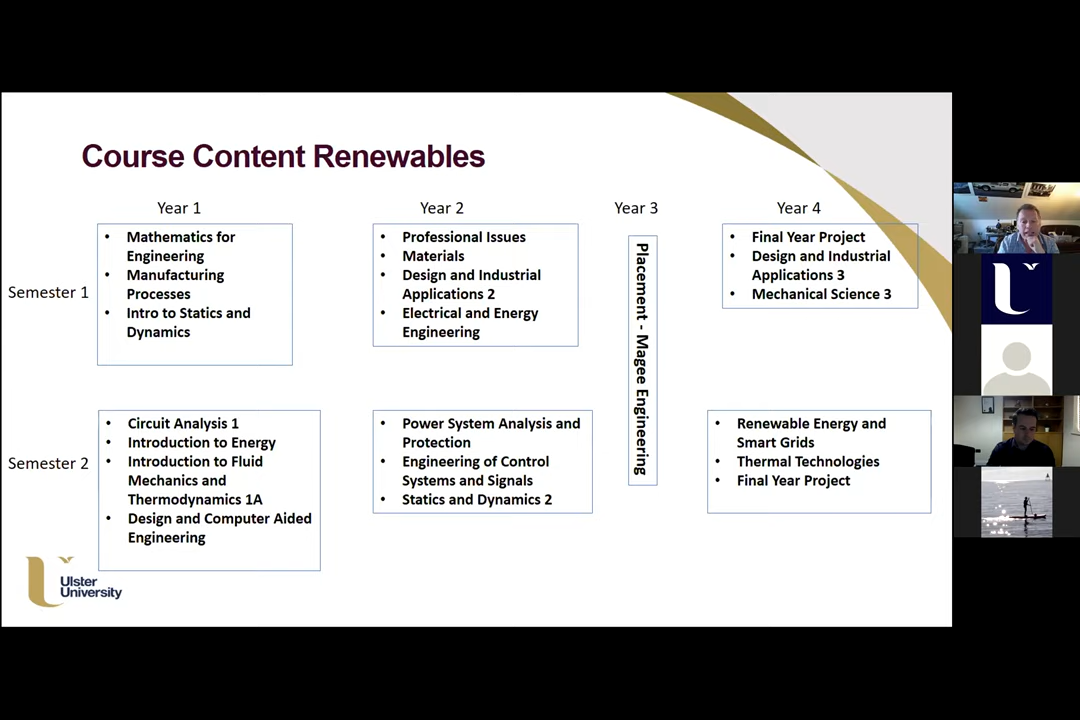 Course Content Renewables
Year 1
Year 2
Year 3
Year 4
Semester 1
• Mathematics for
Engineering
• Manufacturing
Processes
• Intro to Statics and
Dynamics
• Professional Issues
• Materials
• Design and Industrial
Applications 2
• Electrical and Energy
Engineering
Placement - Magee Engineering
• Final Year Project
• Design and Industrial
Applications 3
• Mechanical Science 3
Semester 2
• Circuit Analysis 1
• Introduction to Energy
• Introduction to Fluid
Mechanics and
Thermodynamics 1A
• Design and Computer Aided
Engineering
• Power System Analysis and
Protection
• Engineering of Control
Systems and Signals
• Statics and Dynamics 2
• Renewable Energy and
Smart Grids
• Thermal Technologies
• Final Year Project
Ulster
University